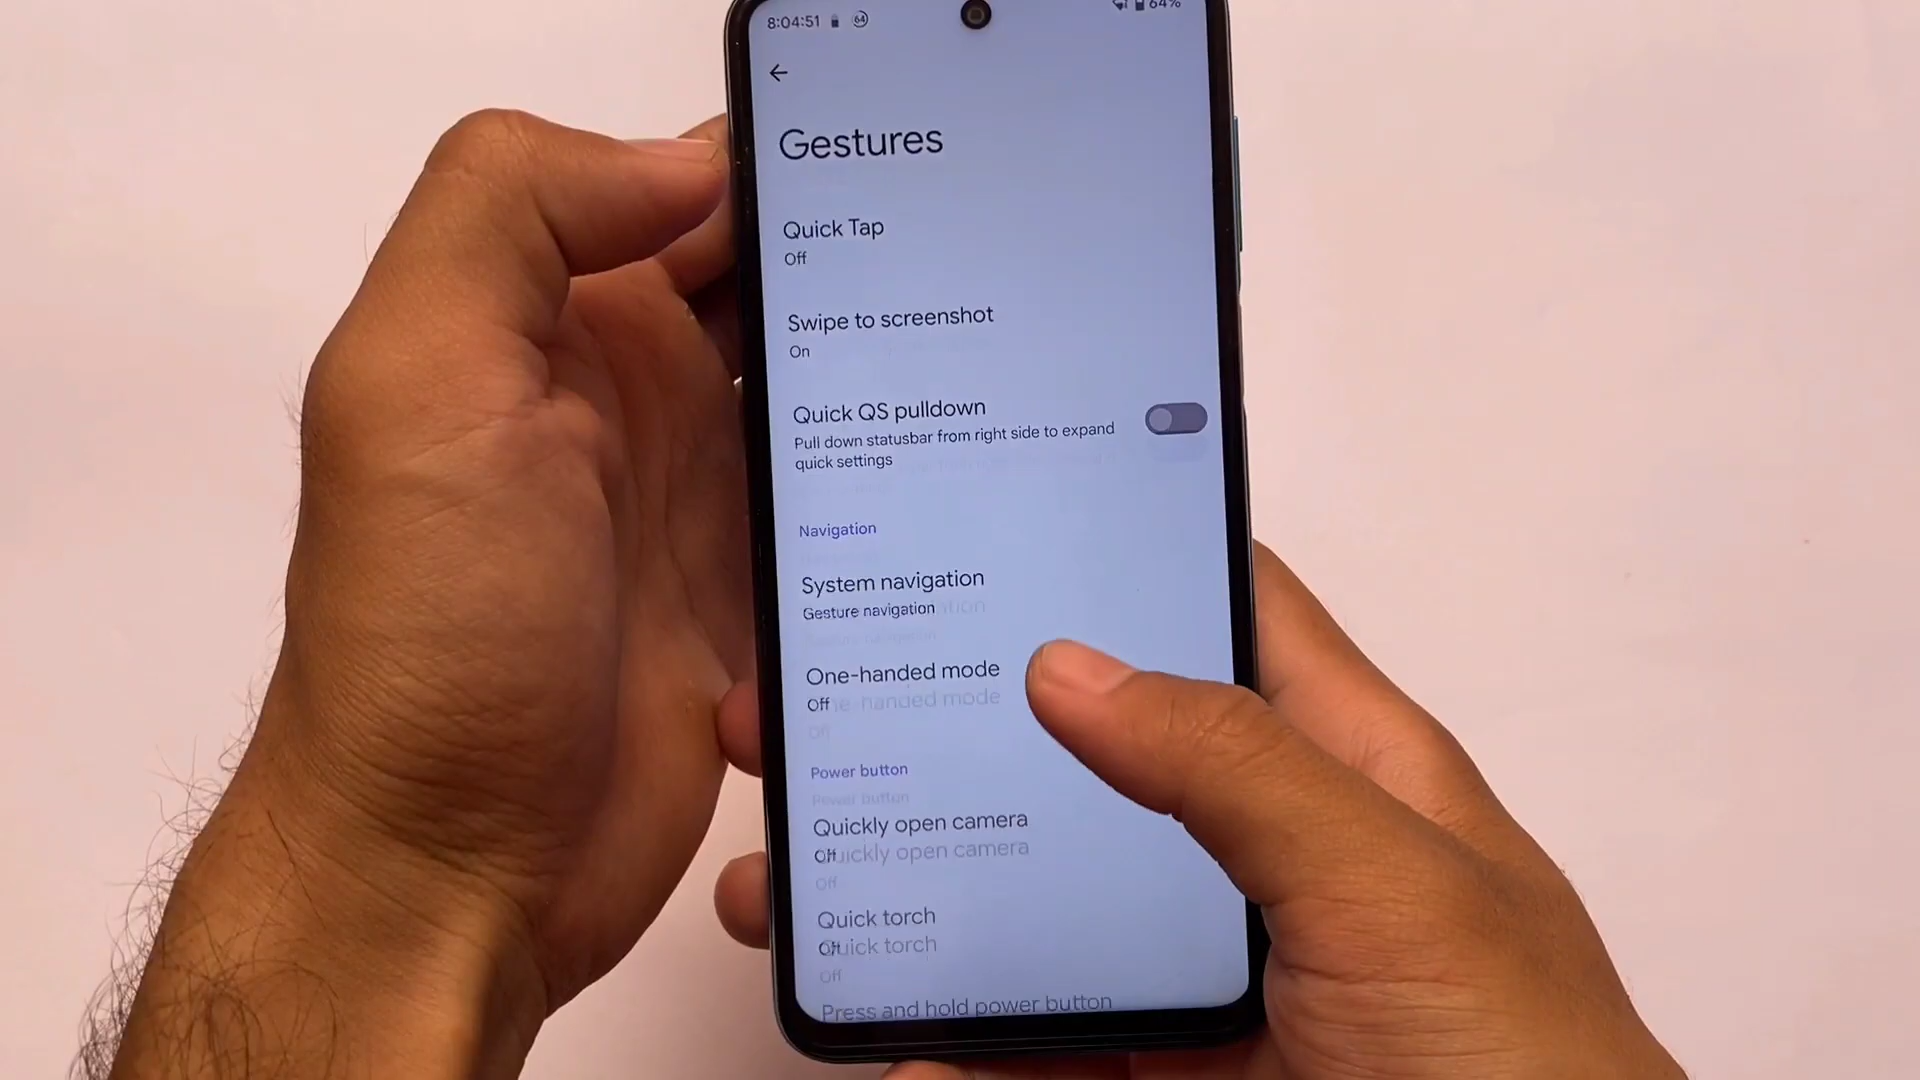 8:04:51 64 64%
Gestures
Quick Tap
Off
Swipe to screenshot
On
Quick QS pulldown
Pull down statusbar from right side to expand
quick settings
Navigation
System navigation
Gesture navigation
One-handed mode
Off
Power button
Quickly open camera
Off
Quick torch
Off
Press and hold power button